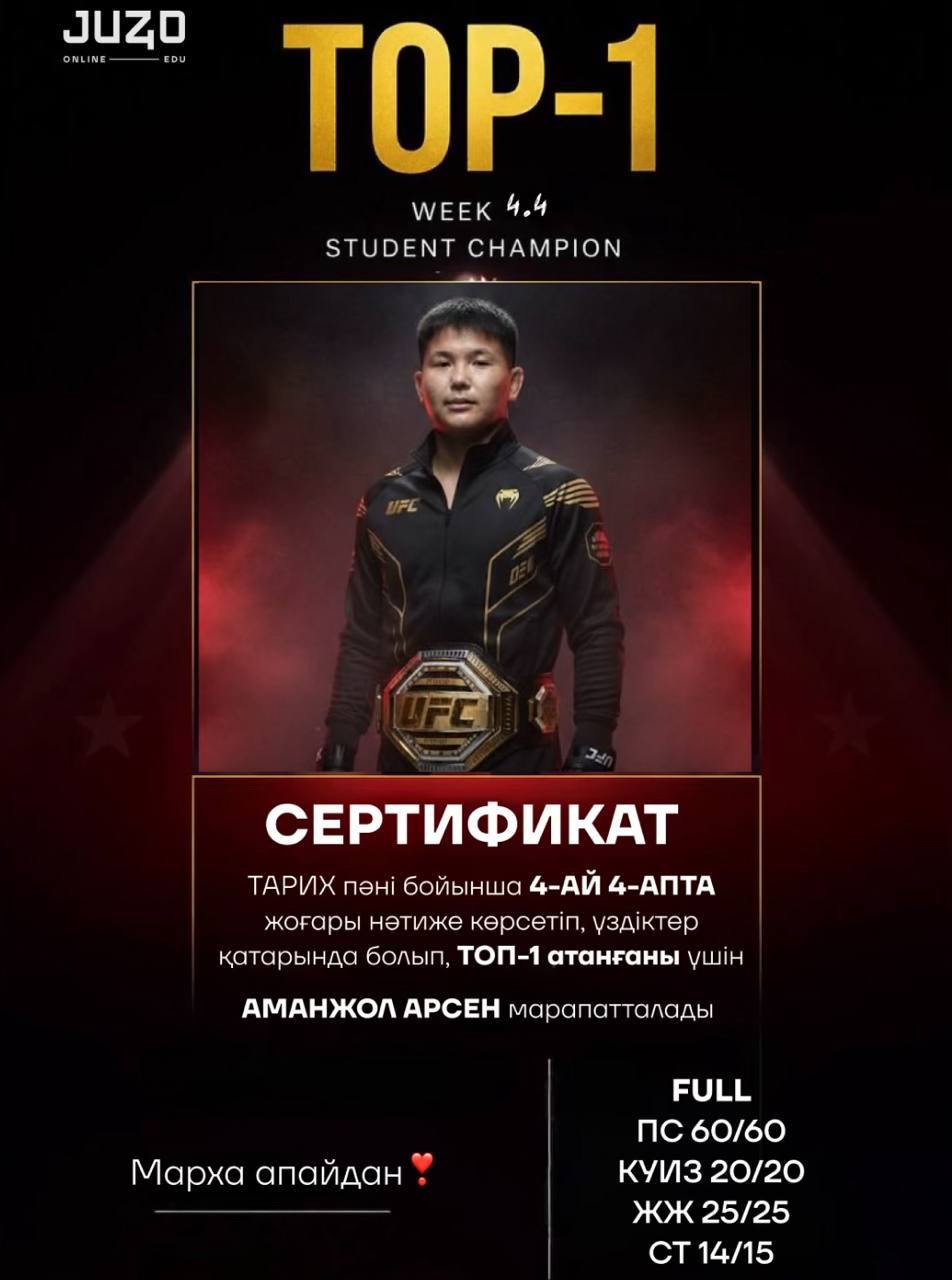 JUZO
ONLINE EDU
TOP-1
WEEK 4.4
STUDENT CHAMPION
UFC
UFC
UFC
СЕРТИФИКАТ
ТАРИХ пәні бойынша 4-АЙ 4-АПТА
жоғары нәтиже көрсетіп, үздіктер
қатарында болып, ТОП-1 атанғаны үшін
АМАНЖОЛ АРСЕН марапатталады
Марха апайдан❣️
FULL
ПС 60/60
КУИЗ 20/20
ЖЖ 25/25
СТ 14/15